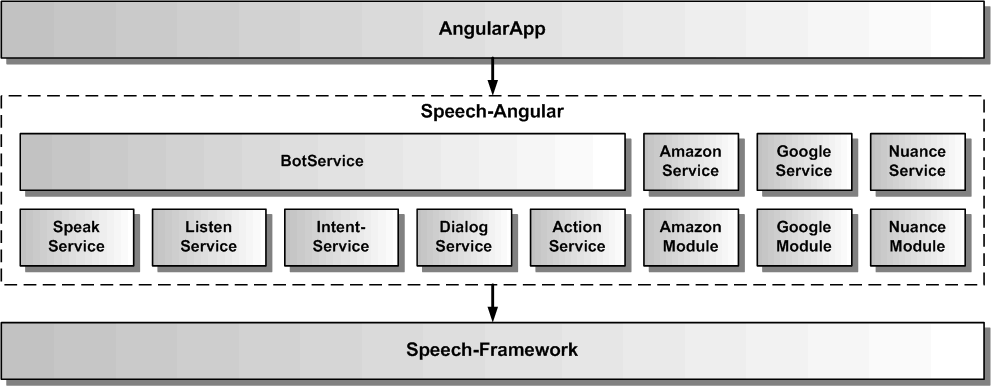 AngularApp
Speech-Angular
BotService
Amazon
Service
Google
Service
Nuance
Service
Speak
Service
Listen
Service
Intent-
Service
Dialog
Service
Action
Service
Amazon
Module
Google
Module
Nuance
Module
Speech-Framework